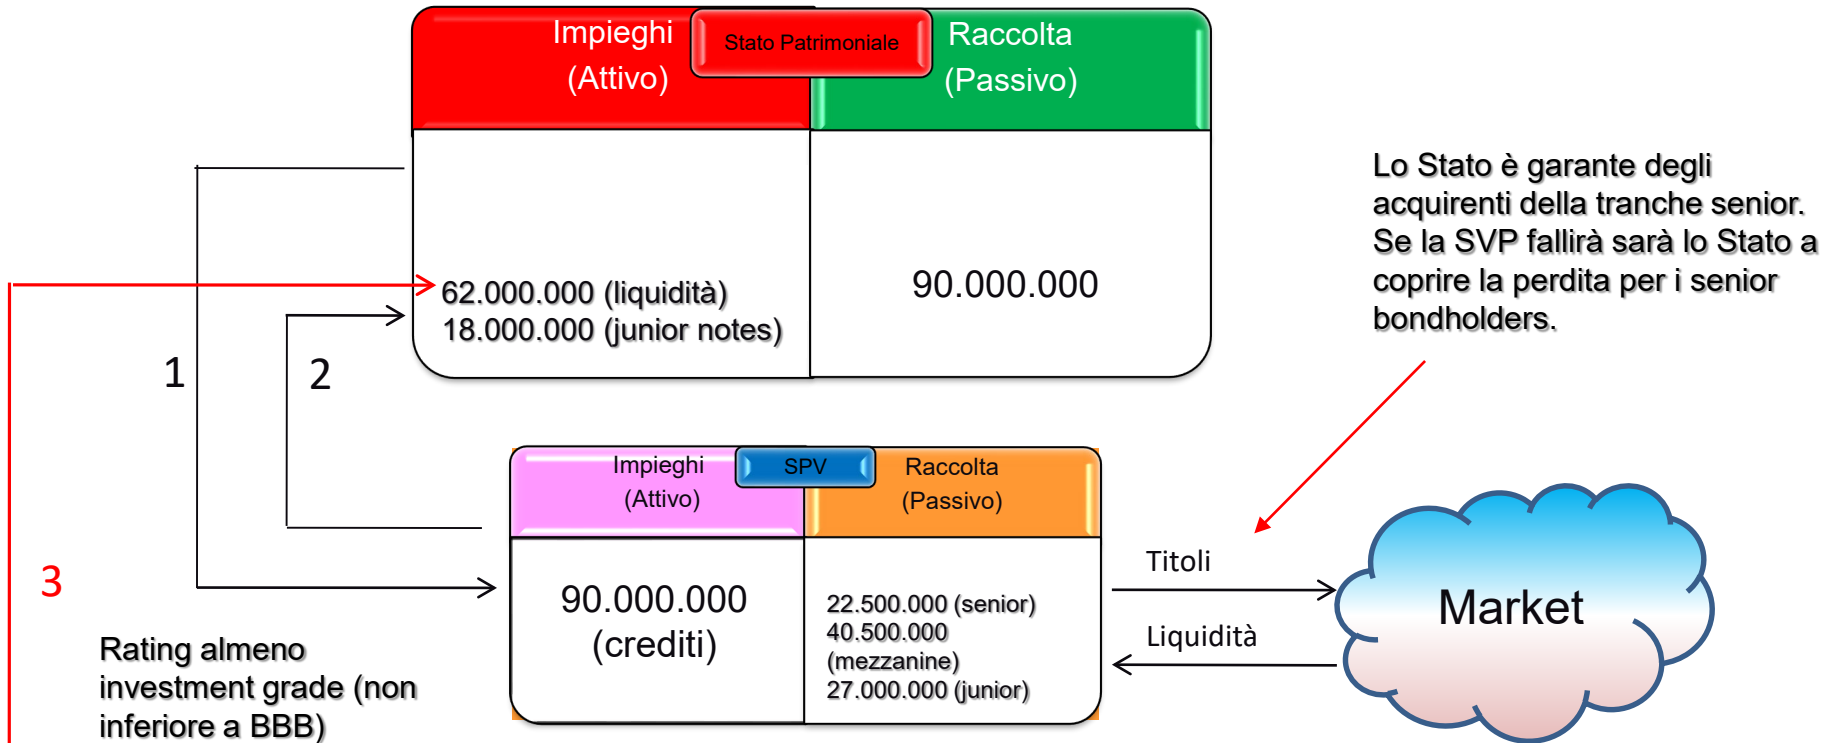 Impieghi
(Attivo)
Stato Patrimoniale
Raccolta
(Passivo)
62.000.000 (liquidità)
18.000.000 (junior notes)
90.000.000
Lo Stato è garante degli
acquirenti della tranche senior.
Se la SVP fallirà sarà lo Stato a
coprire la perdita per i senior
bondholders.
1
2
3
Impieghi
(Attivo)
SPV
Raccolta
(Passivo)
90.000.000
(crediti)
22.500.000 (senior)
40.500.000
(mezzanine)
27.000.000 (junior)
Titoli
Liquidità
Market
Rating almeno
investment grade (non
inferiore a BBB)